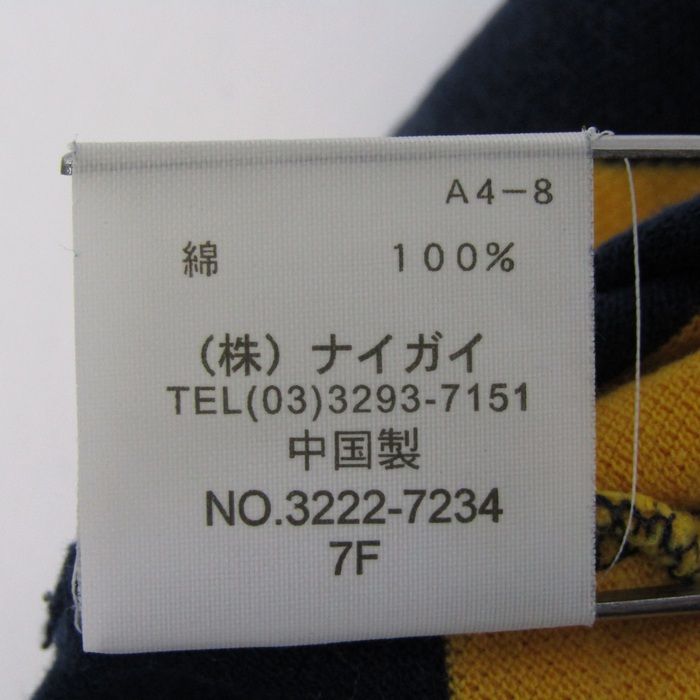 A4-8
綿 100%
(株) ナイガイ
TEL(03)3293-7151
中国製
NO.3222-7234
7F